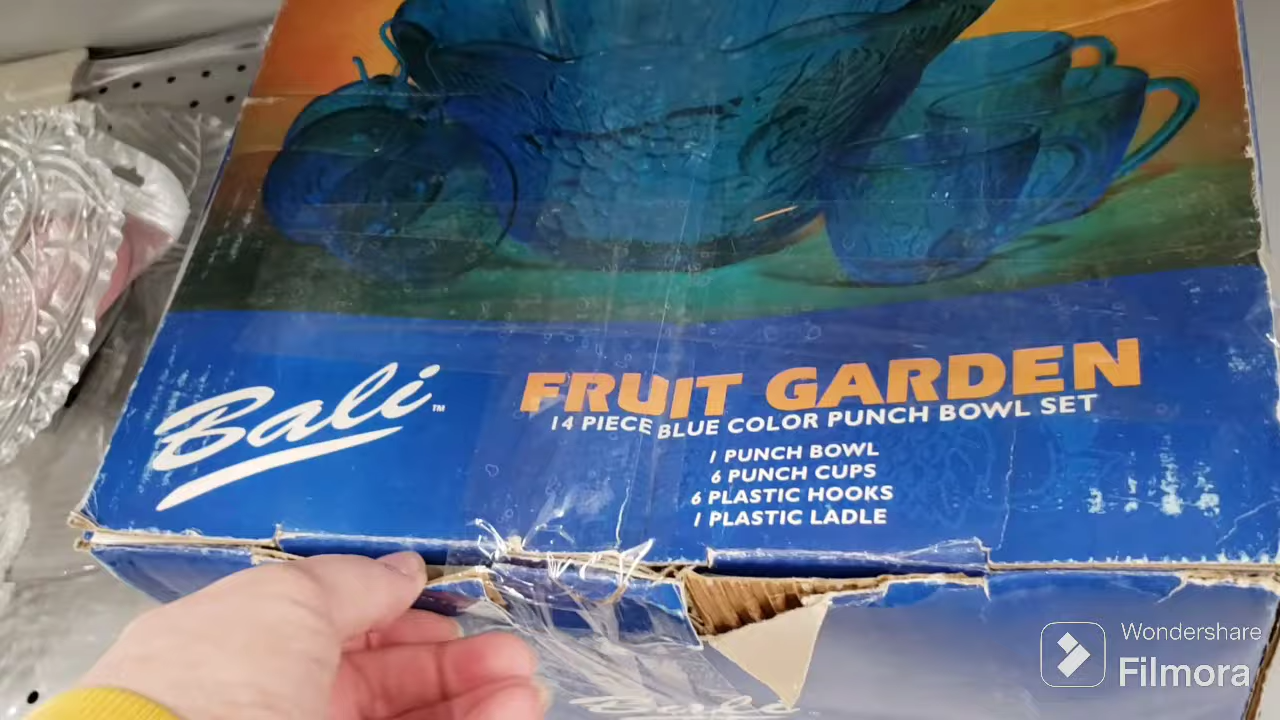 Bali™
FRUIT GARDEN
14 PIECE BLUE COLOR PUNCH BOWL SET
1 PUNCH BOWL
6 PUNCH CUPS
6 PLASTIC HOOKS
1 PLASTIC LADLE
Bali
Wondershare
Filmora